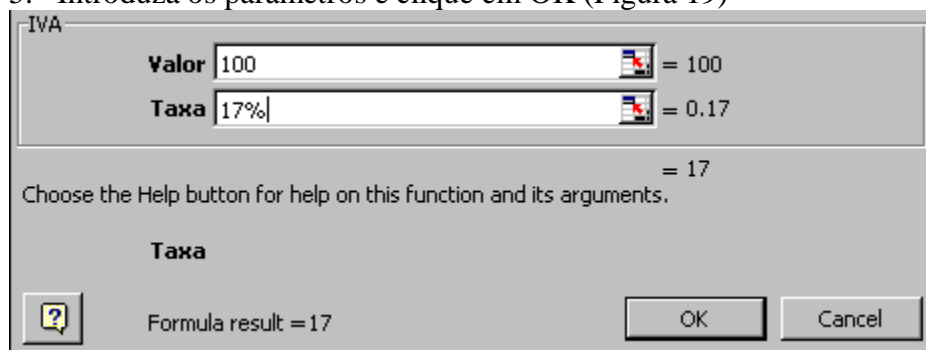 5. Introduza os parâmetros e clique em OK (Figura 19)
IVA
Valor 100 = 100
Taxa 17% = 0.17
= 17
Choose the Help button for help on this function and its arguments.
Taxa
? Formula result =17 OK Cancel